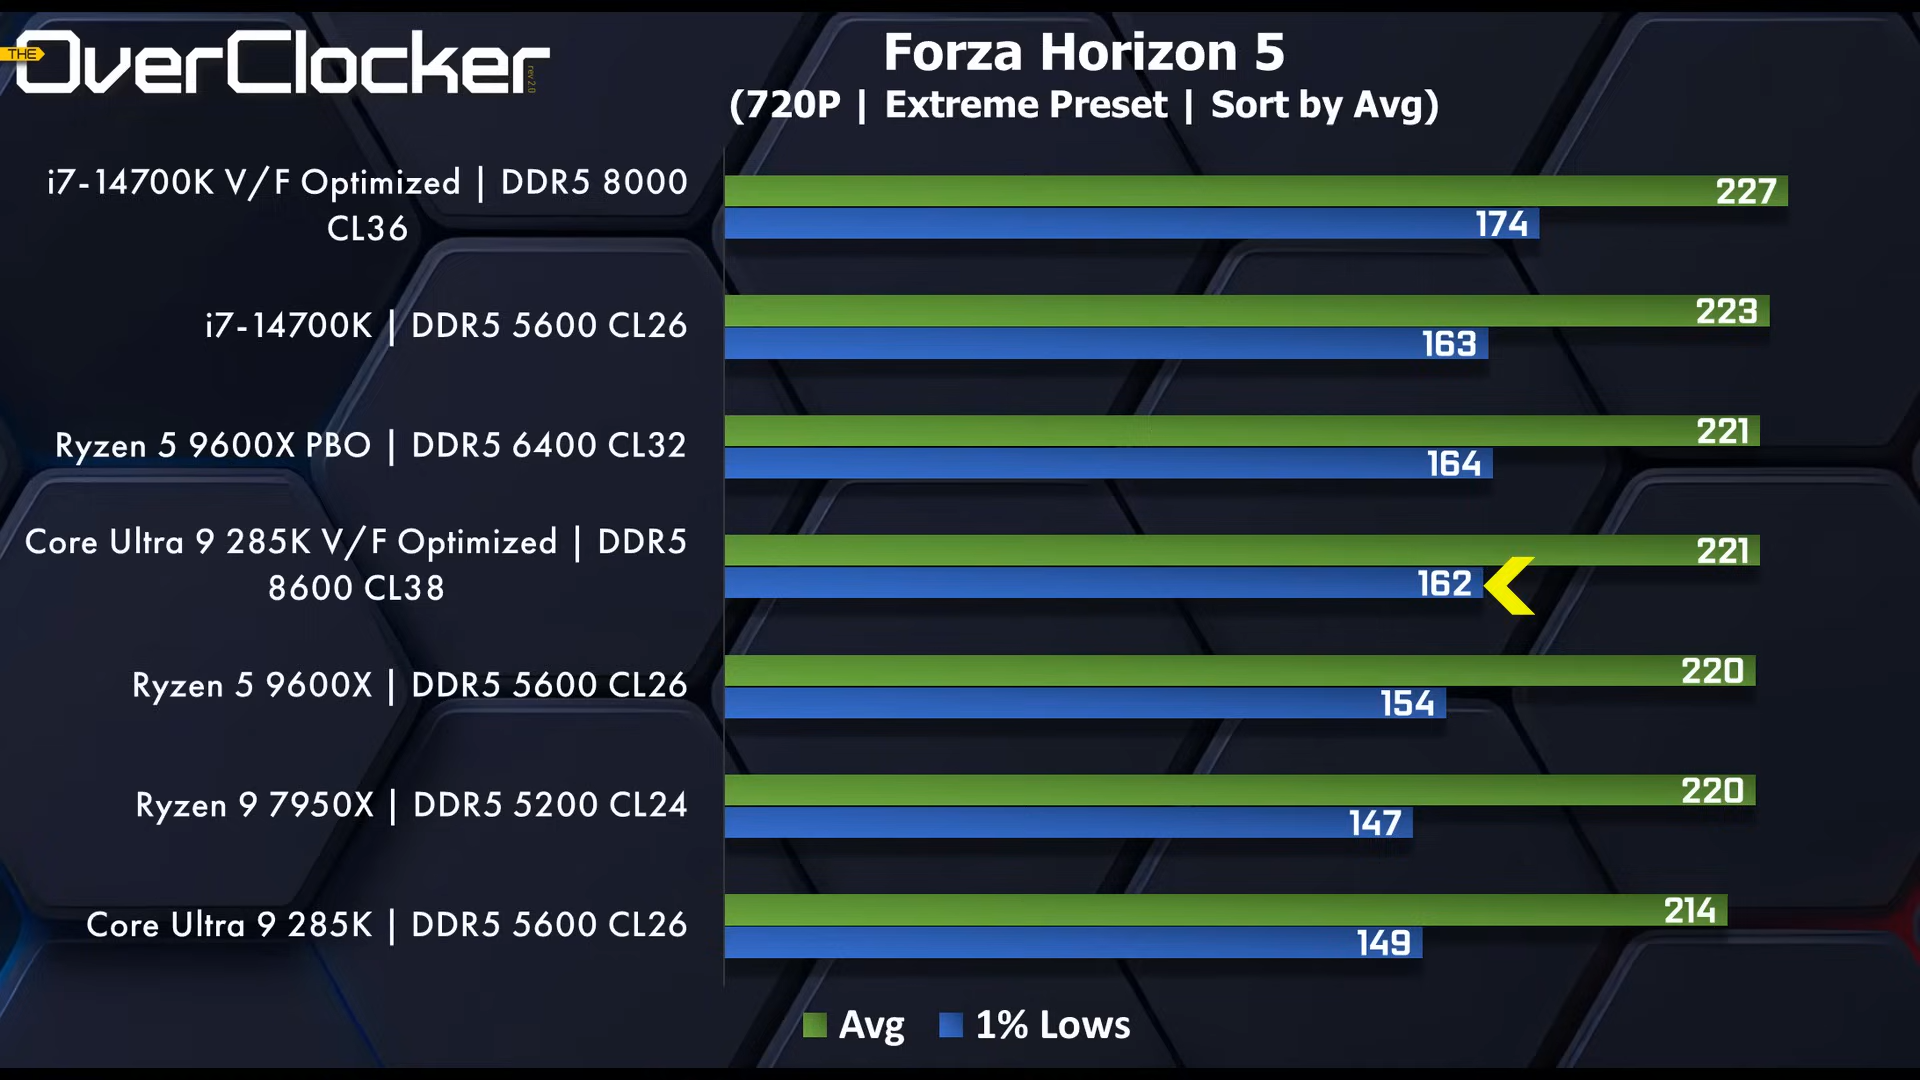 THE
OverClocker
rev 2.0
Forza Horizon 5
(720P | Extreme Preset | Sort by Avg)
i7-14700K V/F Optimized | DDR5 8000
CL36
227
174
i7-14700K | DDR5 5600 CL26
223
163
Ryzen 5 9600X PBO | DDR5 6400 CL32
221
164
Core Ultra 9 285K V/F Optimized | DDR5
8600 CL38
221
162
Ryzen 5 9600X | DDR5 5600 CL26
220
154
Ryzen 9 7950X | DDR5 5200 CL24
220
147
Core Ultra 9 285K | DDR5 5600 CL26
214
149
Avg
1% Lows